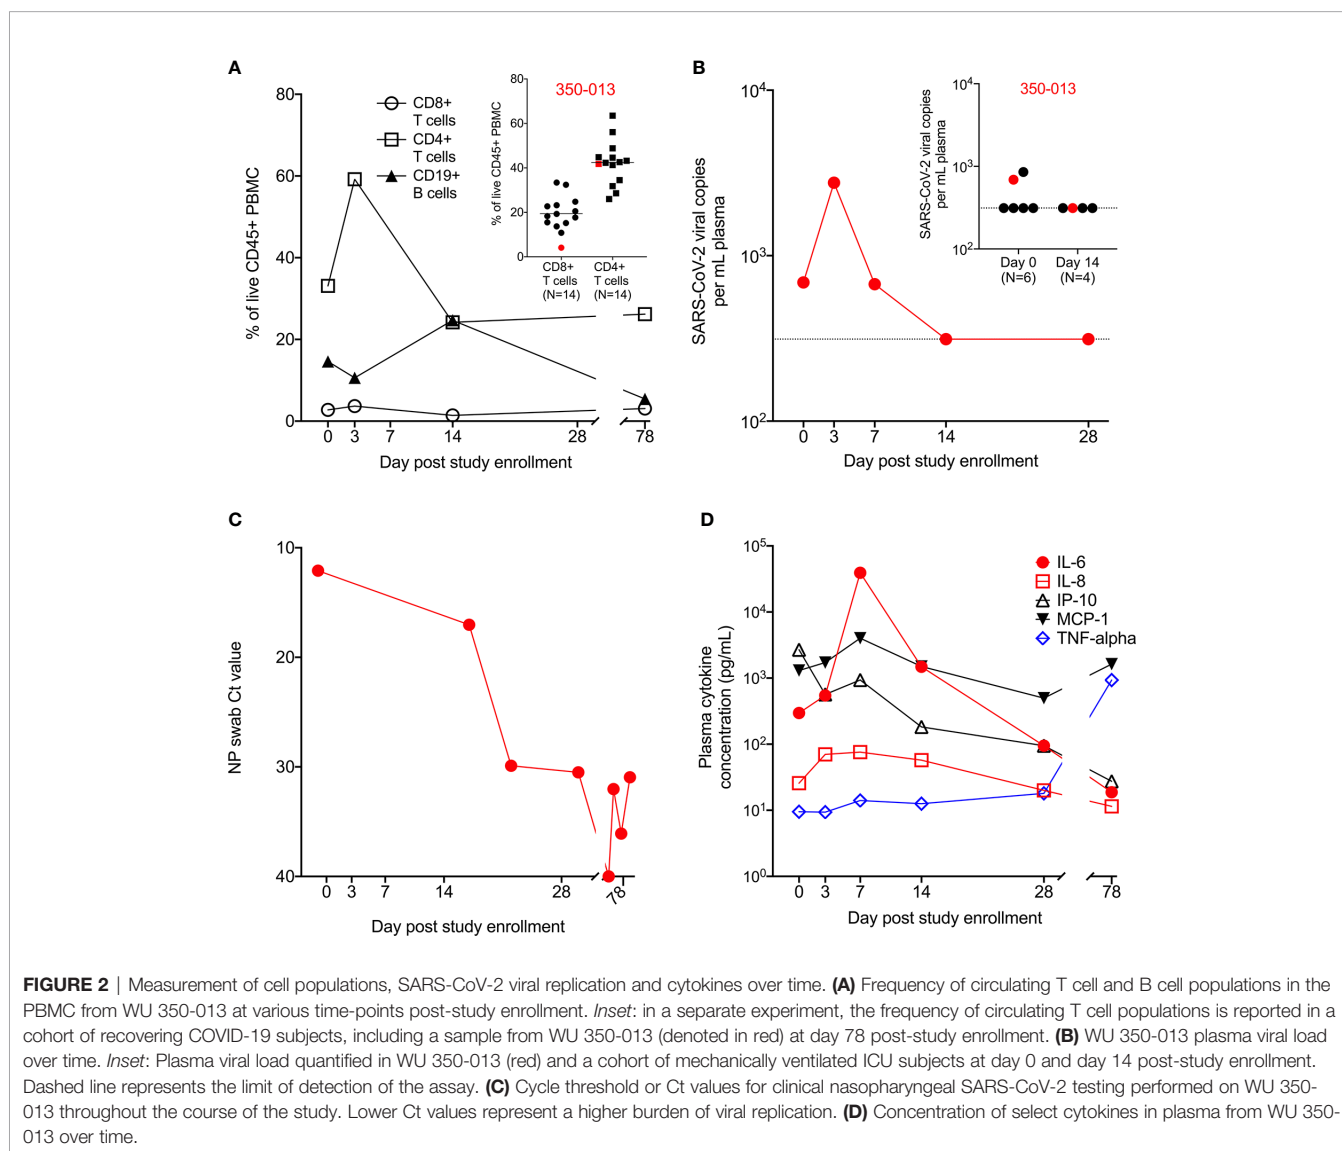 A
80
60
40
20
0
% of live CD45+ PBMC
CD8+
T cells
CD4+
T cells
CD19+
B cells
80
60
40
20
0
% of live CD45+ PBMC
350-013
CD8+
T cells
(N=14)
CD4+
T cells
(N=14)
0 3 7 14 28 78
Day post study enrollment
B
10⁴
10³
10²
SARS-CoV-2 viral copies
per mL plasma
10⁴
10³
10²
SARS-CoV-2 viral copies
per mL plasma
350-013
Day 0
(N=6)
Day 14
(N=4)
0 3 7 14 28
Day post study enrollment
C
10
20
30
40
NP swab Ct value
0 3 7 14 28 78
Day post study enrollment
D
10⁵
10⁴
10³
10²
10¹
10⁰
Plasma cytokine
concentration (pg/mL)
IL-6
IL-8
IP-10
MCP-1
TNF-alpha
0 3 7 14 28 78
Day post study enrollment
FIGURE 2 | Measurement of cell populations, SARS-CoV-2 viral replication and cytokines over time. (A) Frequency of circulating T cell and B cell populations in the
PBMC from WU 350-013 at various time-points post-study enrollment. Inset: in a separate experiment, the frequency of circulating T cell populations is reported in a
cohort of recovering COVID-19 subjects, including a sample from WU 350-013 (denoted in red) at day 78 post-study enrollment. (B) WU 350-013 plasma viral load
over time. Inset: Plasma viral load quantified in WU 350-013 (red) and a cohort of mechanically ventilated ICU subjects at day 0 and day 14 post-study enrollment.
Dashed line represents the limit of detection of the assay. (C) Cycle threshold or Ct values for clinical nasopharyngeal SARS-CoV-2 testing performed on WU 350-
013 throughout the course of the study. Lower Ct values represent a higher burden of viral replication. (D) Concentration of select cytokines in plasma from WU 350-
013 over time.